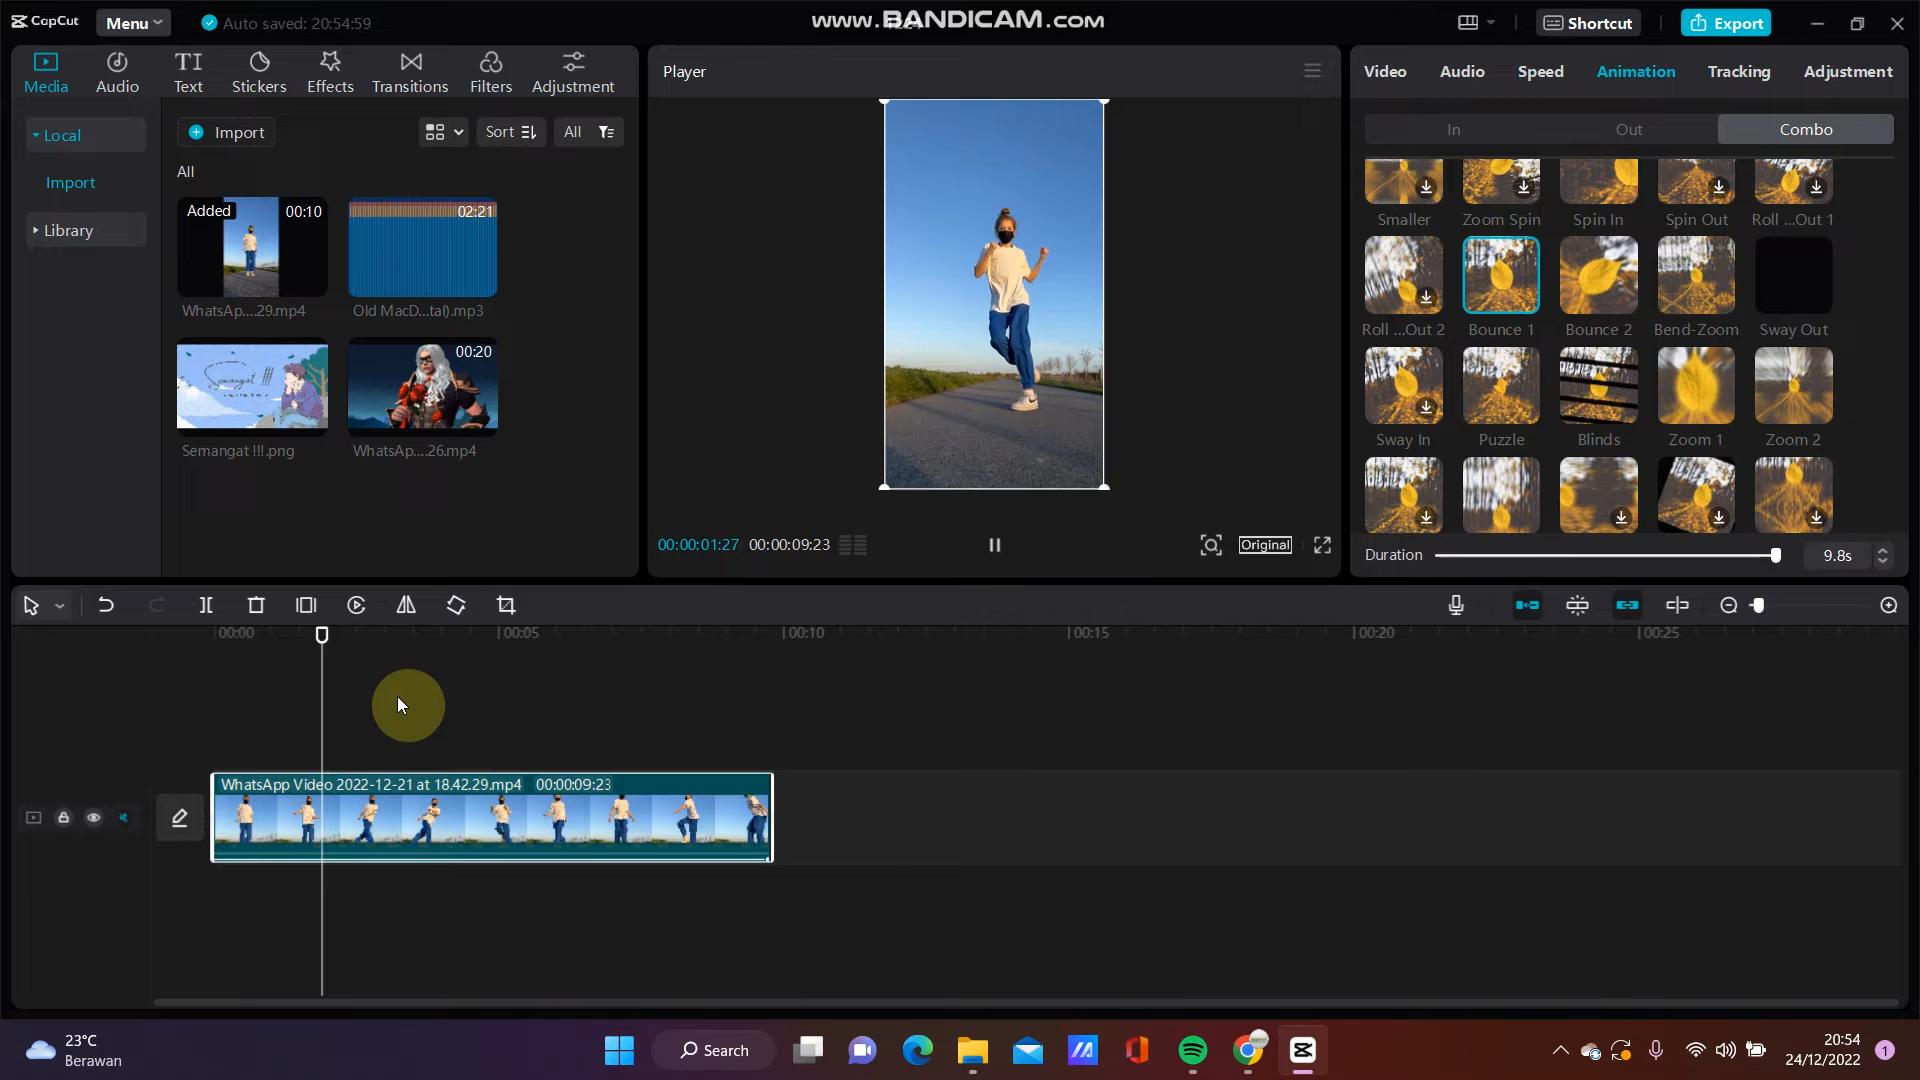 CapCut
Menu
Auto saved: 20:54:59
www.BANDICAM.com
Shortcut
Export
Media
Audio
Text
Stickers
Effects
Transitions
Filters
Adjustment
Local
Import
Library
Import
Sort
All
All
Added
00:10
02:21
WhatsAp....29.mp4
Old MacD...tal).mp3
00:20
Semangat !!!.png
WhatsAp....26.mp4
Player
00:00:01:27
00:00:09:23
Original
Video
Audio
Speed
Animation
Tracking
Adjustment
In
Out
Combo
Smaller
Zoom Spin
Spin In
Spin Out
Roll ...Out 1
Roll ...Out 2
Bounce 1
Bounce 2
Bend-Zoom
Sway Out
Sway In
Puzzle
Blinds
Zoom 1
Zoom 2
Duration
9.8s
00:00
00:05
00:10
00:15
00:20
00:25
WhatsApp Video 2022-12-21 at 18.42.29.mp4
00:00:09:23
23°C
Berawan
Search
20:54
24/12/2022
1